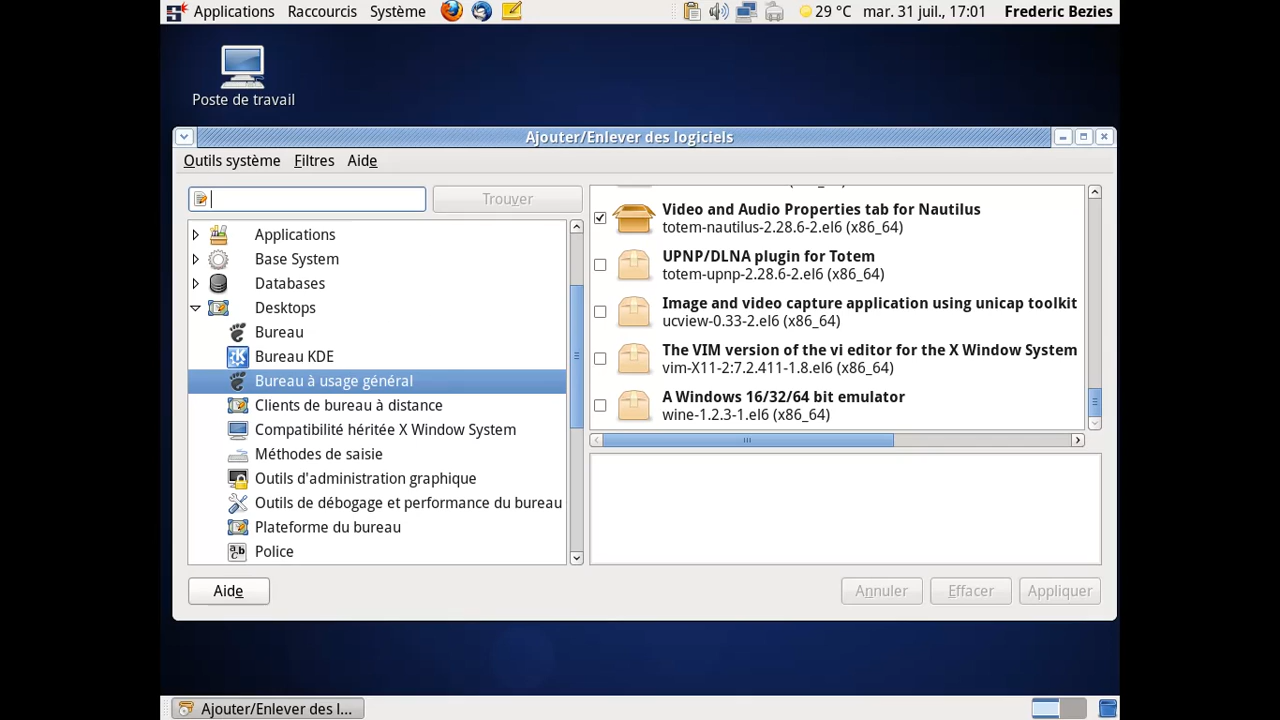 Applications Raccourcis Système 29 °C mar. 31 juil., 17:01 Frederic Bezies
Poste de travail
Ajouter/Enlever des logiciels
Outils système Filtres Aide
Trouver
Applications
Base System
Databases
Desktops
Bureau
Bureau KDE
Bureau à usage général
Clients de bureau à distance
Compatibilité héritée X Window System
Méthodes de saisie
Outils d'administration graphique
Outils de débogage et performance du bureau
Plateforme du bureau
Police
Video and Audio Properties tab for Nautilus
totem-nautilus-2.28.6-2.el6 (x86_64)
UPNP/DLNA plugin for Totem
totem-upnp-2.28.6-2.el6 (x86_64)
Image and video capture application using unicap toolkit
ucview-0.33-2.el6 (x86_64)
The VIM version of the vi editor for the X Window System
vim-X11-2:7.2.411-1.8.el6 (x86_64)
A Windows 16/32/64 bit emulator
wine-1.2.3-1.el6 (x86_64)
Aide Annuler Effacer Appliquer
Ajouter/Enlever des l...